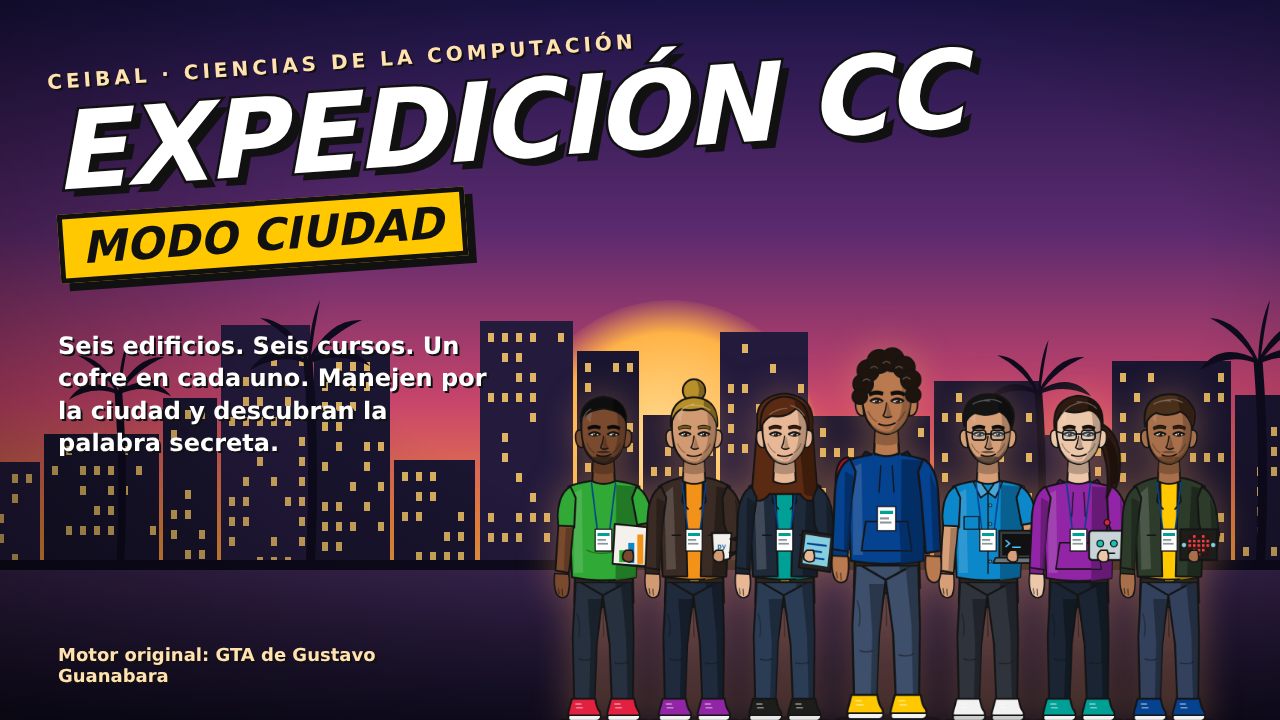 CEIBAL · CIENCIAS DE LA COMPUTACIÓN
EXPEDICIÓN CC
MODO CIUDAD
Seis edificios. Seis cursos. Un
cofre en cada uno. Manejen por
la ciudad y descubran la
palabra secreta.
Motor original: GTA de Gustavo
Guanabara